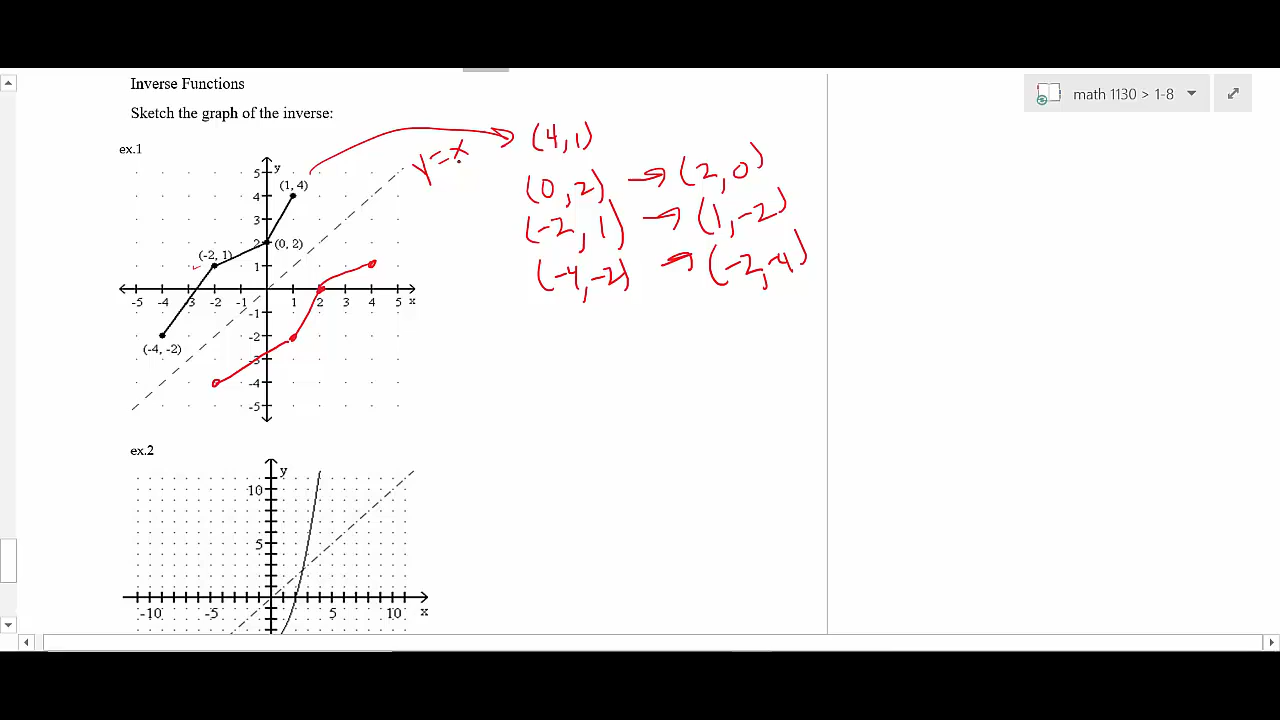 Inverse Functions
math 1130 > 1-8
Sketch the graph of the inverse:
ex.1
(4,1)
y=x
(0,2) → (2,0)
(-2,1) → (1,-2)
(-4,-2) → (-2,-4)
y
5
(1, 4)
4
3
2
(0, 2)
(-2, 1)
1
-5 -4 -3 -2 -1 1 2 3 4 5 x
-1
-2
(-4, -2)
-3
-4
-5
ex.2
y
10
5
-10 -5 5 10 x